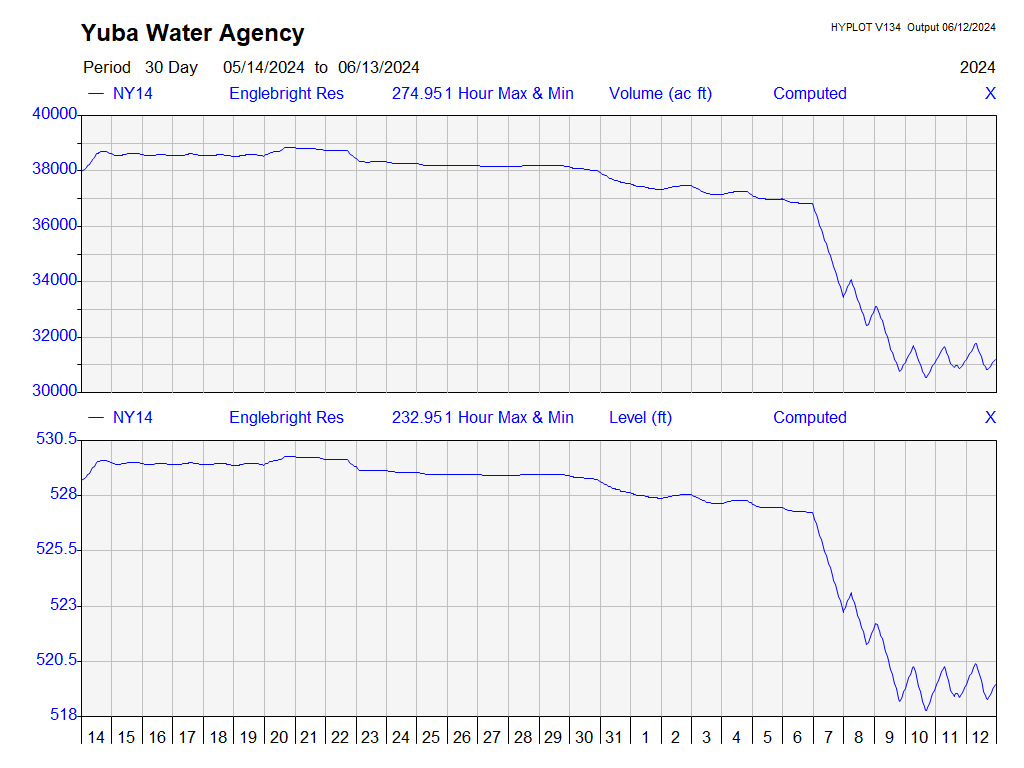 Yuba Water Agency
HYPLOT V134 Output 06/12/2024
Period 30 Day 05/14/2024 to 06/13/2024 2024
NY14 Englebright Res 274.951 Hour Max & Min Volume (ac ft) Computed X
40000
38000
36000
34000
32000
30000
NY14 Englebright Res 232.951 Hour Max & Min Level (ft) Computed X
530.5
528
525.5
523
520.5
518
14 15 16 17 18 19 20 21 22 23 24 25 26 27 28 29 30 31 1 2 3 4 5 6 7 8 9 10 11 12